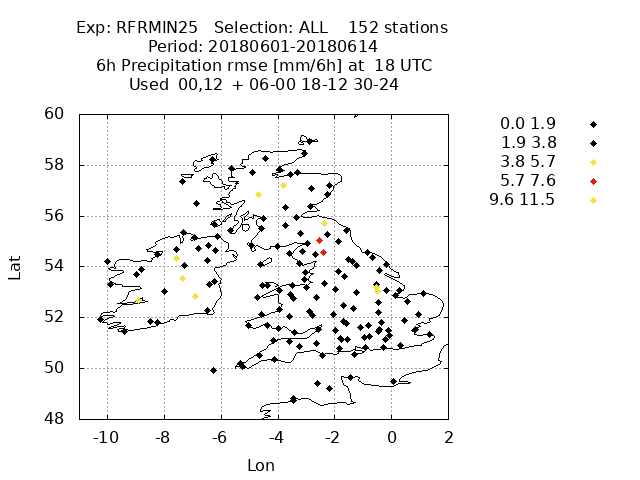 Exp: RFRMIN25 Selection: ALL 152 stations
Period: 20180601-20180614
6h Precipitation rmse [mm/6h] at 18 UTC
Used 00,12 + 06-00 18-12 30-24
0.0 1.9
1.9 3.8
3.8 5.7
5.7 7.6
9.6 11.5
60
58
56
54
52
50
48
Lat
-10 -8 -6 -4 -2 0 2
Lon